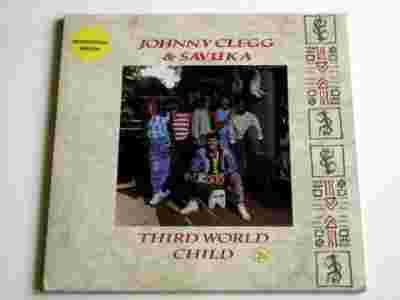 JOHNNY CLEGG
& SAVUKA
THIRD WORLD
CHILD